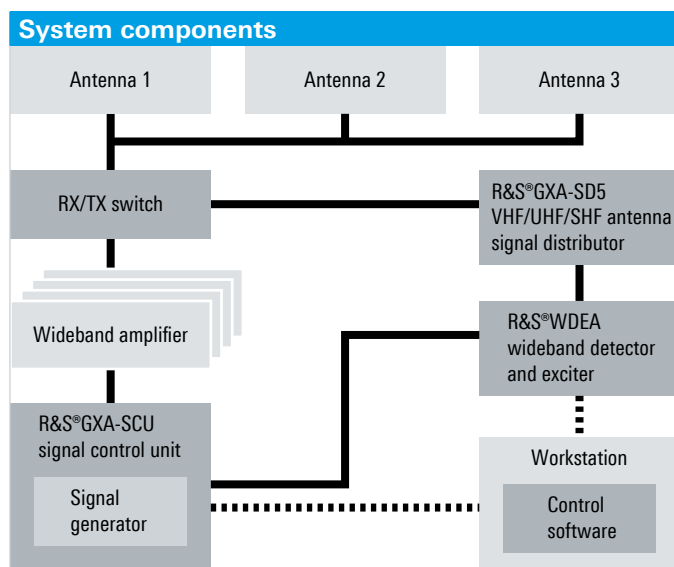 System components
Antenna 1
Antenna 2
Antenna 3
RX/TX switch
R&S®GXA-SD5
VHF/UHF/SHF antenna
signal distributor
Wideband amplifier
R&S®WDEA
wideband detector
and exciter
R&S®GXA-SCU
signal control unit
Signal
generator
Workstation
Control
software